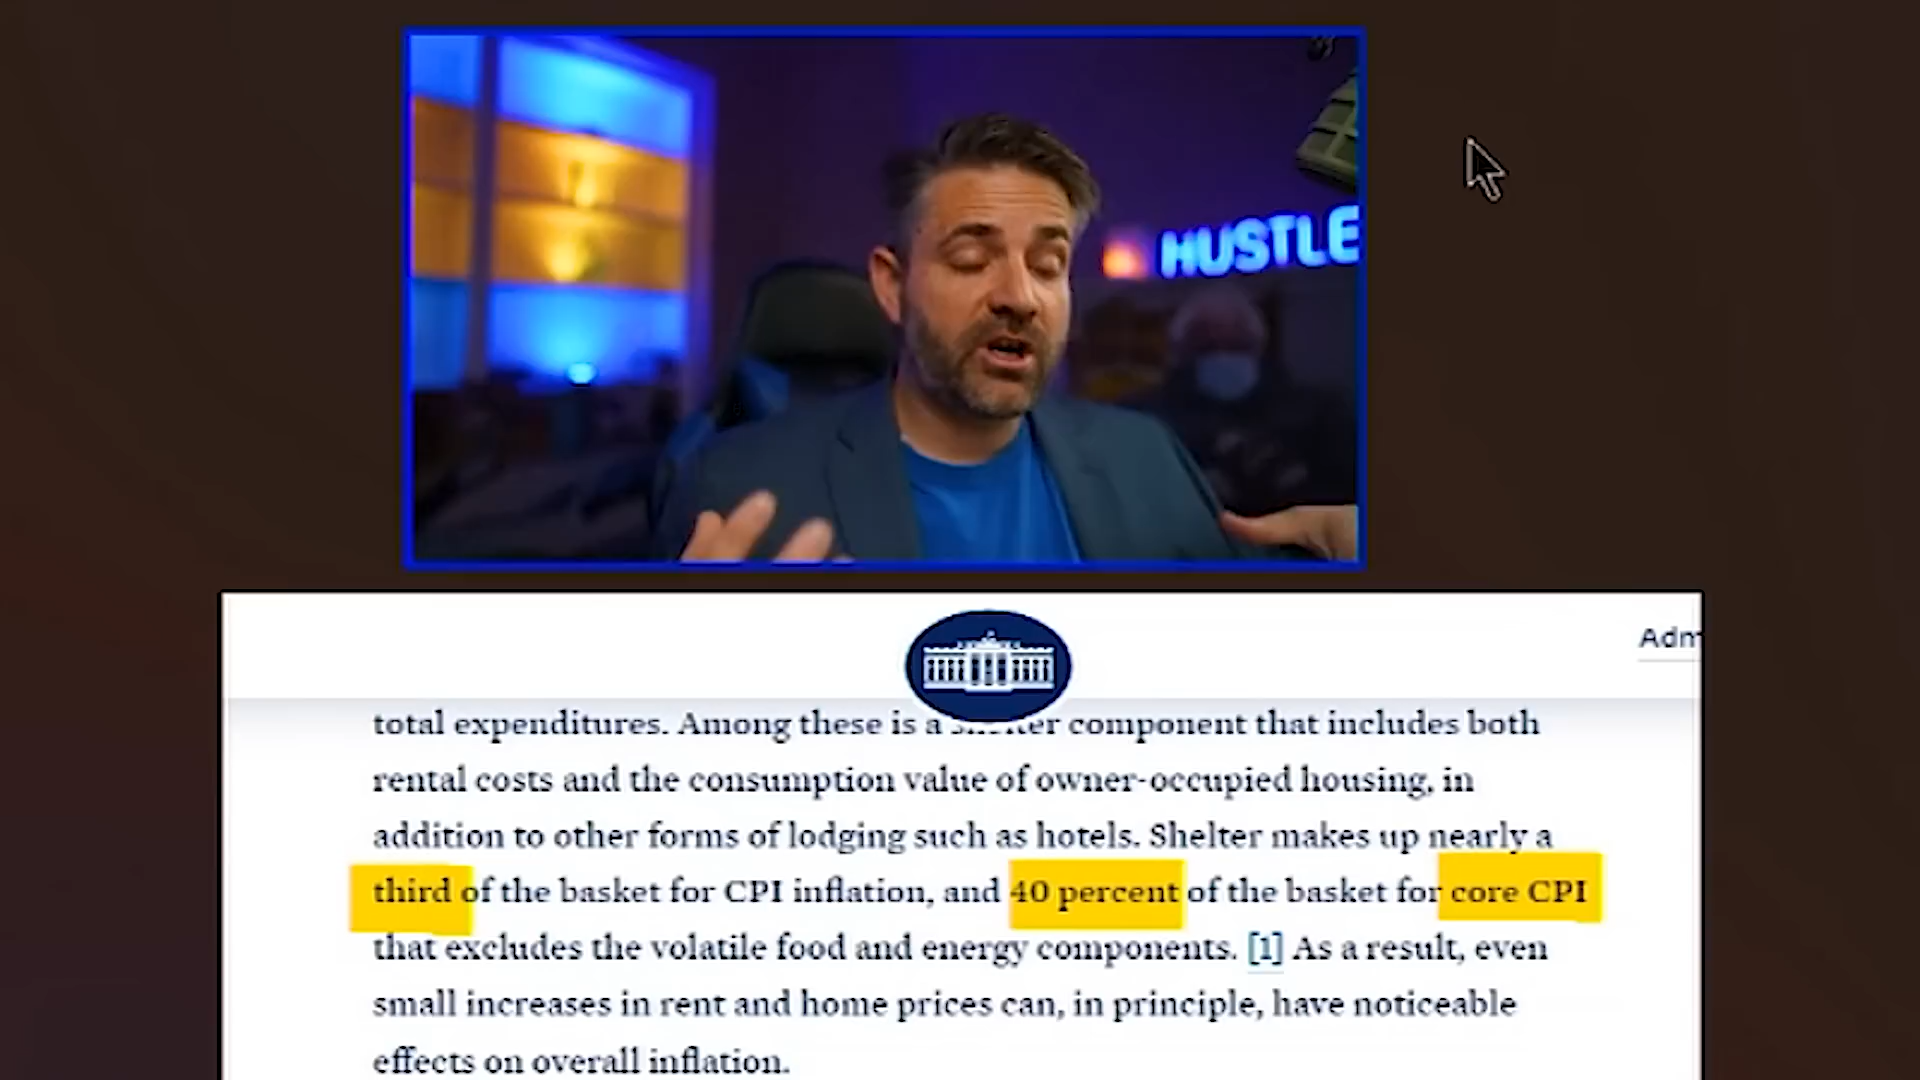 HUSTLE
Adm
total expenditures. Among these is a component that includes both
rental costs and the consumption value of owner-occupied housing, in
addition to other forms of lodging such as hotels. Shelter makes up nearly a
third of the basket for CPI inflation, and 40 percent of the basket for core CPI
that excludes the volatile food and energy components. [1] As a result, even
small increases in rent and home prices can, in principle, have noticeable
effects on overall inflation.